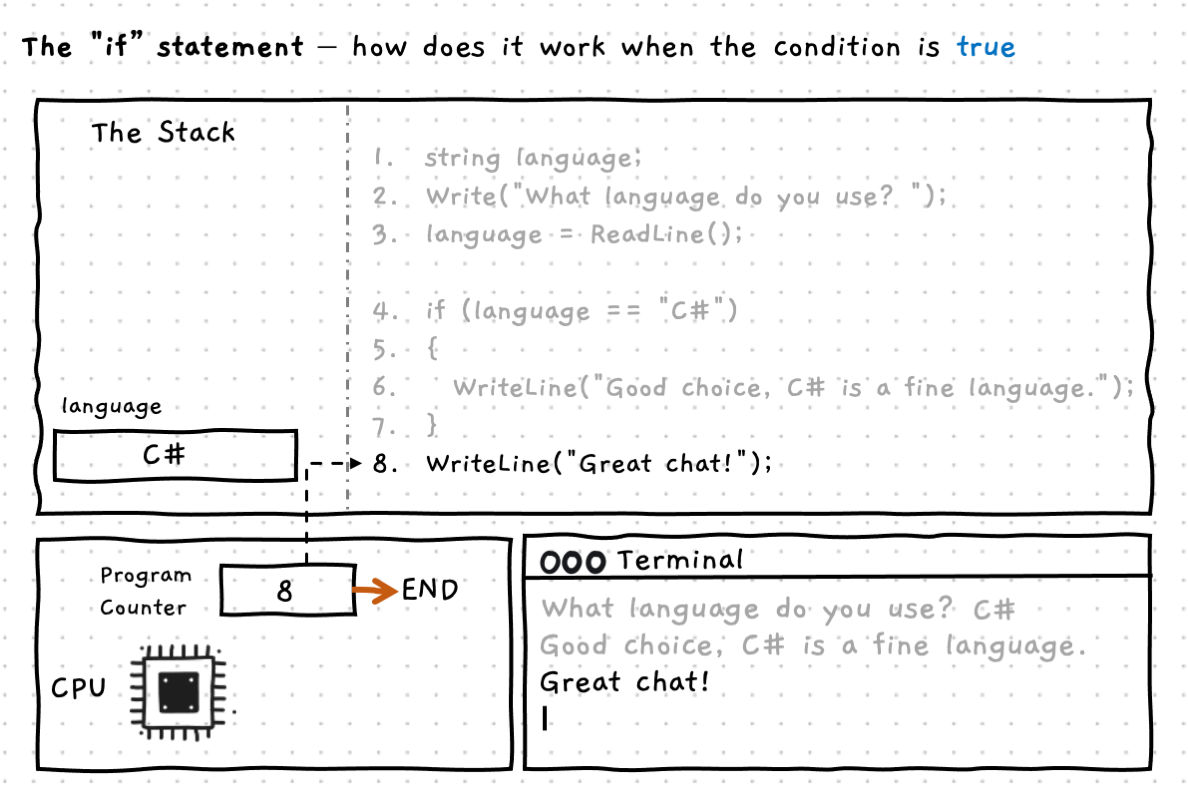 The "if" statement – how does it work when the condition is true
The Stack
1. string language;
2. Write("What language do you use? ");
3. language = ReadLine();
4. if (language == "C#")
5. {
6. WriteLine("Good choice, C# is a fine language.");
7. }
8. WriteLine("Great chat!");
language
C#
Program
Counter
8
END
CPU
Terminal
What language do you use? C#
Good choice, C# is a fine language.
Great chat!